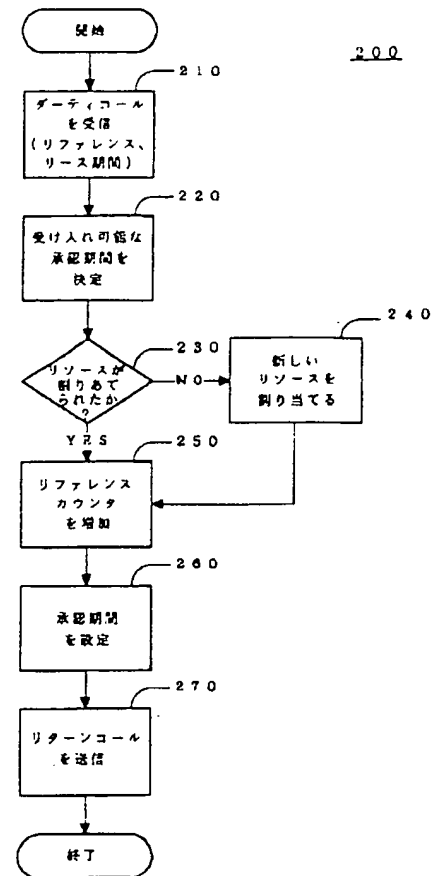 開始
200
210
ダーティコール
を受信
(リファレンス、
リース期間)
220
受け入れ可能な
承認期間を
決定
230
リソースが
割りあて
られたか
?
NO
240
新しい
リソースを
割り当てる
YES
250
リファレンス
カウンタ
を増加
260
承認期間
を設定
270
リターンコール
を送信
終了